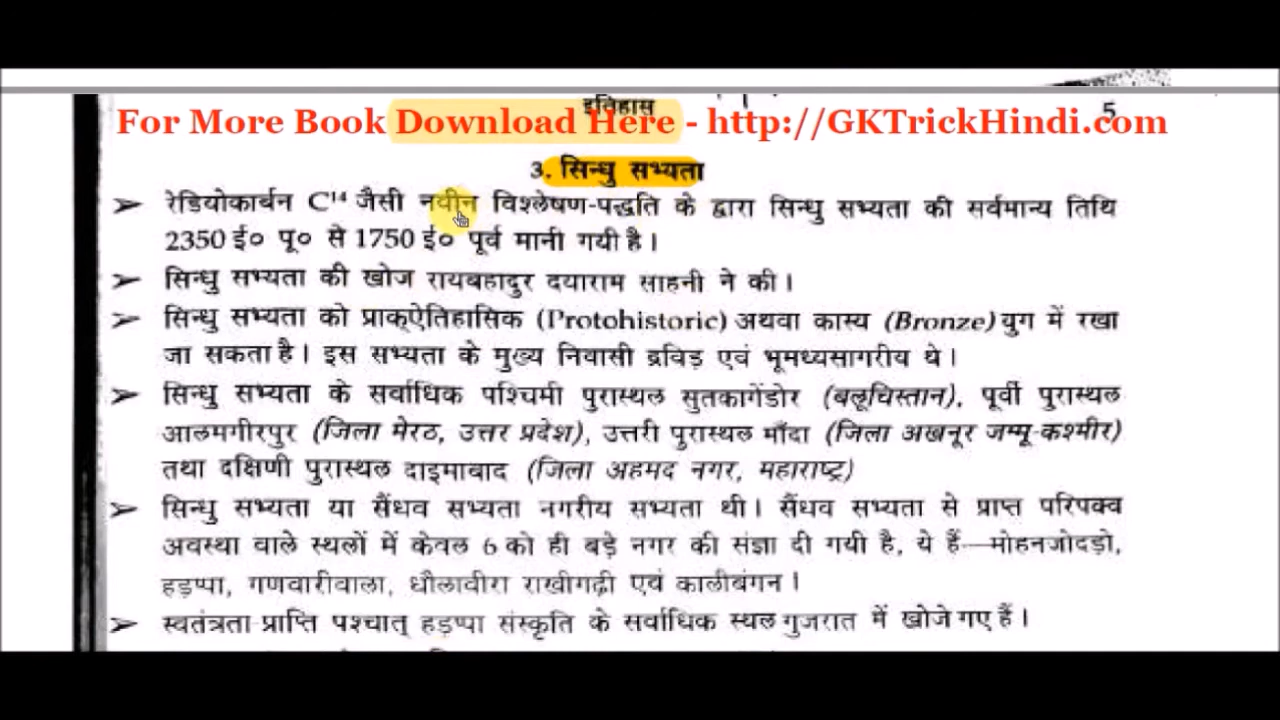 इतिहास 5
For More Book Download Here - http://GKTrickHindi.com
3. सिन्धु सभ्यता
➤ रेडियोकार्बन C¹⁴ जैसी नवीन विश्लेषण-पद्धति के द्वारा सिन्धु सभ्यता की सर्वमान्य तिथि
2350 ई० पू० से 1750 ई० पूर्व मानी गयी है।
➤ सिन्धु सभ्यता की खोज रायबहादुर दयाराम साहनी ने की।
➤ सिन्धु सभ्यता को प्राक्ऐतिहासिक (Protohistoric) अथवा कास्य (Bronze) युग में रखा
जा सकता है। इस सभ्यता के मुख्य निवासी द्रविड़ एवं भूमध्यसागरीय थे।
➤ सिन्धु सभ्यता के सर्वाधिक पश्चिमी पुरास्थल सुतकागेंडोर (बलूचिस्तान), पूर्वी पुरास्थल
आलमगीरपुर (जिला मेरठ, उत्तर प्रदेश), उत्तरी पुरास्थल माँदा (जिला अखनूर जम्मू-कश्मीर)
तथा दक्षिणी पुरास्थल दाइमाबाद (जिला अहमद नगर, महाराष्ट्र)
➤ सिन्धु सभ्यता या सैंधव सभ्यता नगरीय सभ्यता थी। सैंधव सभ्यता से प्राप्त परिपक्व
अवस्था वाले स्थलों में केवल 6 को ही बड़े नगर की संज्ञा दी गयी है, ये हैं—मोहनजोदड़ो,
हड़प्पा, गणवारीवाला, धौलावीरा राखीगढ़ी एवं कालीबंगन।
➤ स्वतंत्रता-प्राप्ति पश्चात् हड़प्पा संस्कृति के सर्वाधिक स्थल गुजरात में खोजे गए हैं।